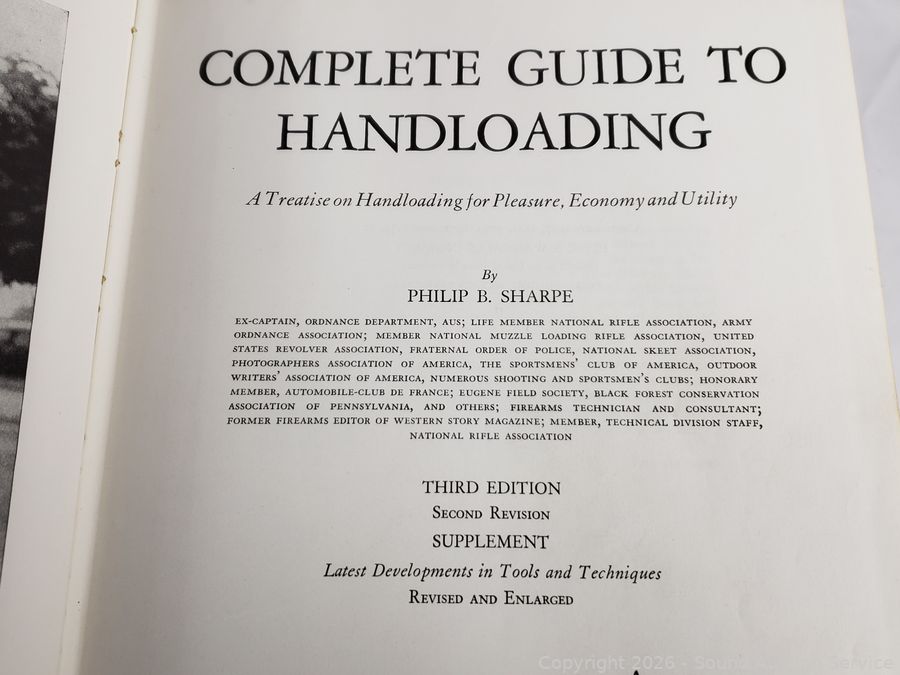 COMPLETE GUIDE TO
HANDLOADING
A Treatise on Handloading for Pleasure, Economy and Utility
By
PHILIP B. SHARPE
EX-CAPTAIN, ORDNANCE DEPARTMENT, AUS; LIFE MEMBER NATIONAL RIFLE ASSOCIATION, ARMY
ORDNANCE ASSOCIATION; MEMBER NATIONAL MUZZLE LOADING RIFLE ASSOCIATION, UNITED
STATES REVOLVER ASSOCIATION, FRATERNAL ORDER OF POLICE, NATIONAL SKEET ASSOCIATION,
PHOTOGRAPHERS ASSOCIATION OF AMERICA, THE SPORTSMENS' CLUB OF AMERICA, OUTDOOR
WRITERS' ASSOCIATION OF AMERICA, NUMEROUS SHOOTING AND SPORTSMEN'S CLUBS; HONORARY
MEMBER, AUTOMOBILE-CLUB DE FRANCE; EUGENE FIELD SOCIETY, BLACK FOREST CONSERVATION
ASSOCIATION OF PENNSYLVANIA, AND OTHERS; FIREARMS TECHNICIAN AND CONSULTANT;
FORMER FIREARMS EDITOR OF WESTERN STORY MAGAZINE; MEMBER, TECHNICAL DIVISION STAFF,
NATIONAL RIFLE ASSOCIATION
THIRD EDITION
SECOND REVISION
SUPPLEMENT
Latest Developments in Tools and Techniques
REVISED AND ENLARGED
Copyright 2026 - Sound Auction Service